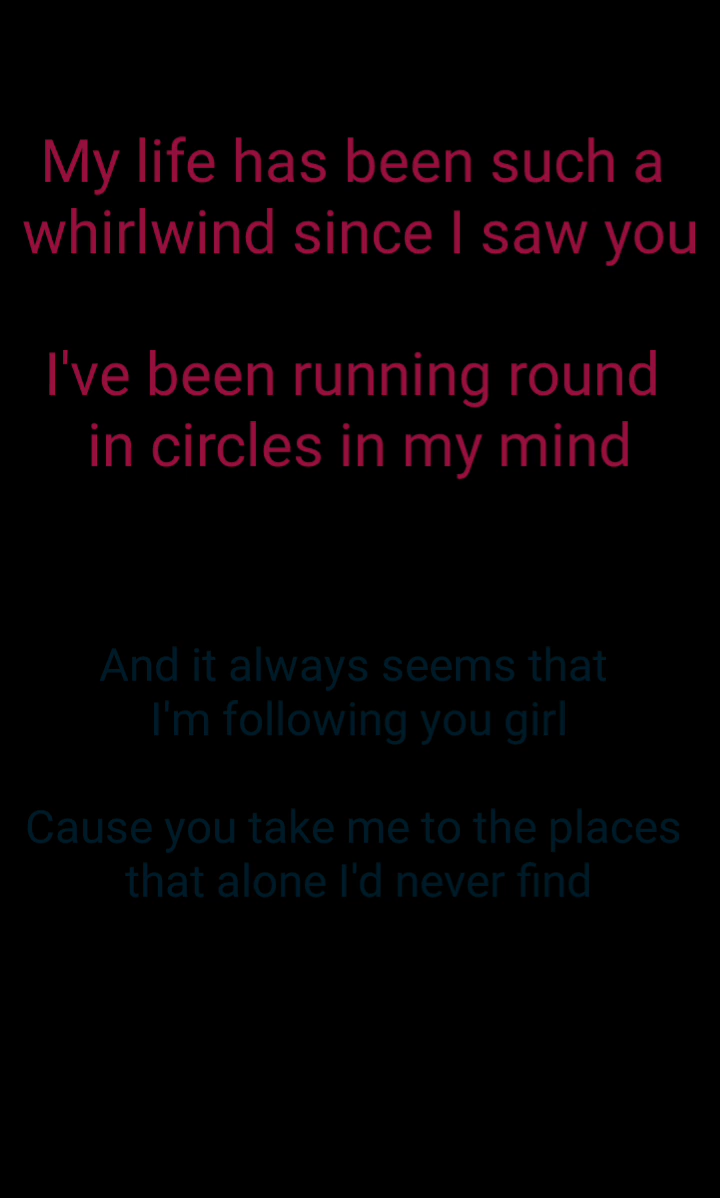 My life has been such a
whirlwind since I saw you
I've been running round
in circles in my mind
And it always seems that
I'm following you girl
Cause you take me to the places
that alone I'd never find